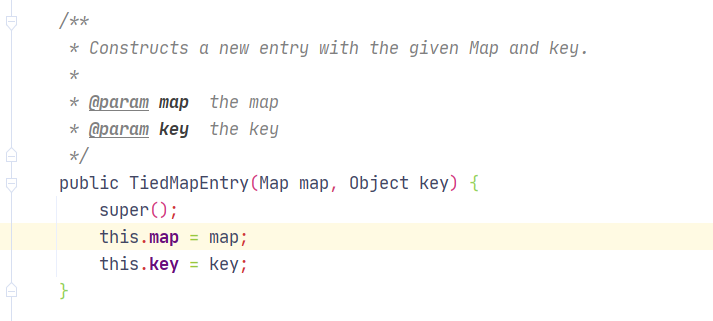 /**
 * Constructs a new entry with the given Map and key.
 *
 * @param map  the map
 * @param key  the key
 */
public TiedMapEntry(Map map, Object key) {
    super();
    this.map = map;
    this.key = key;
}